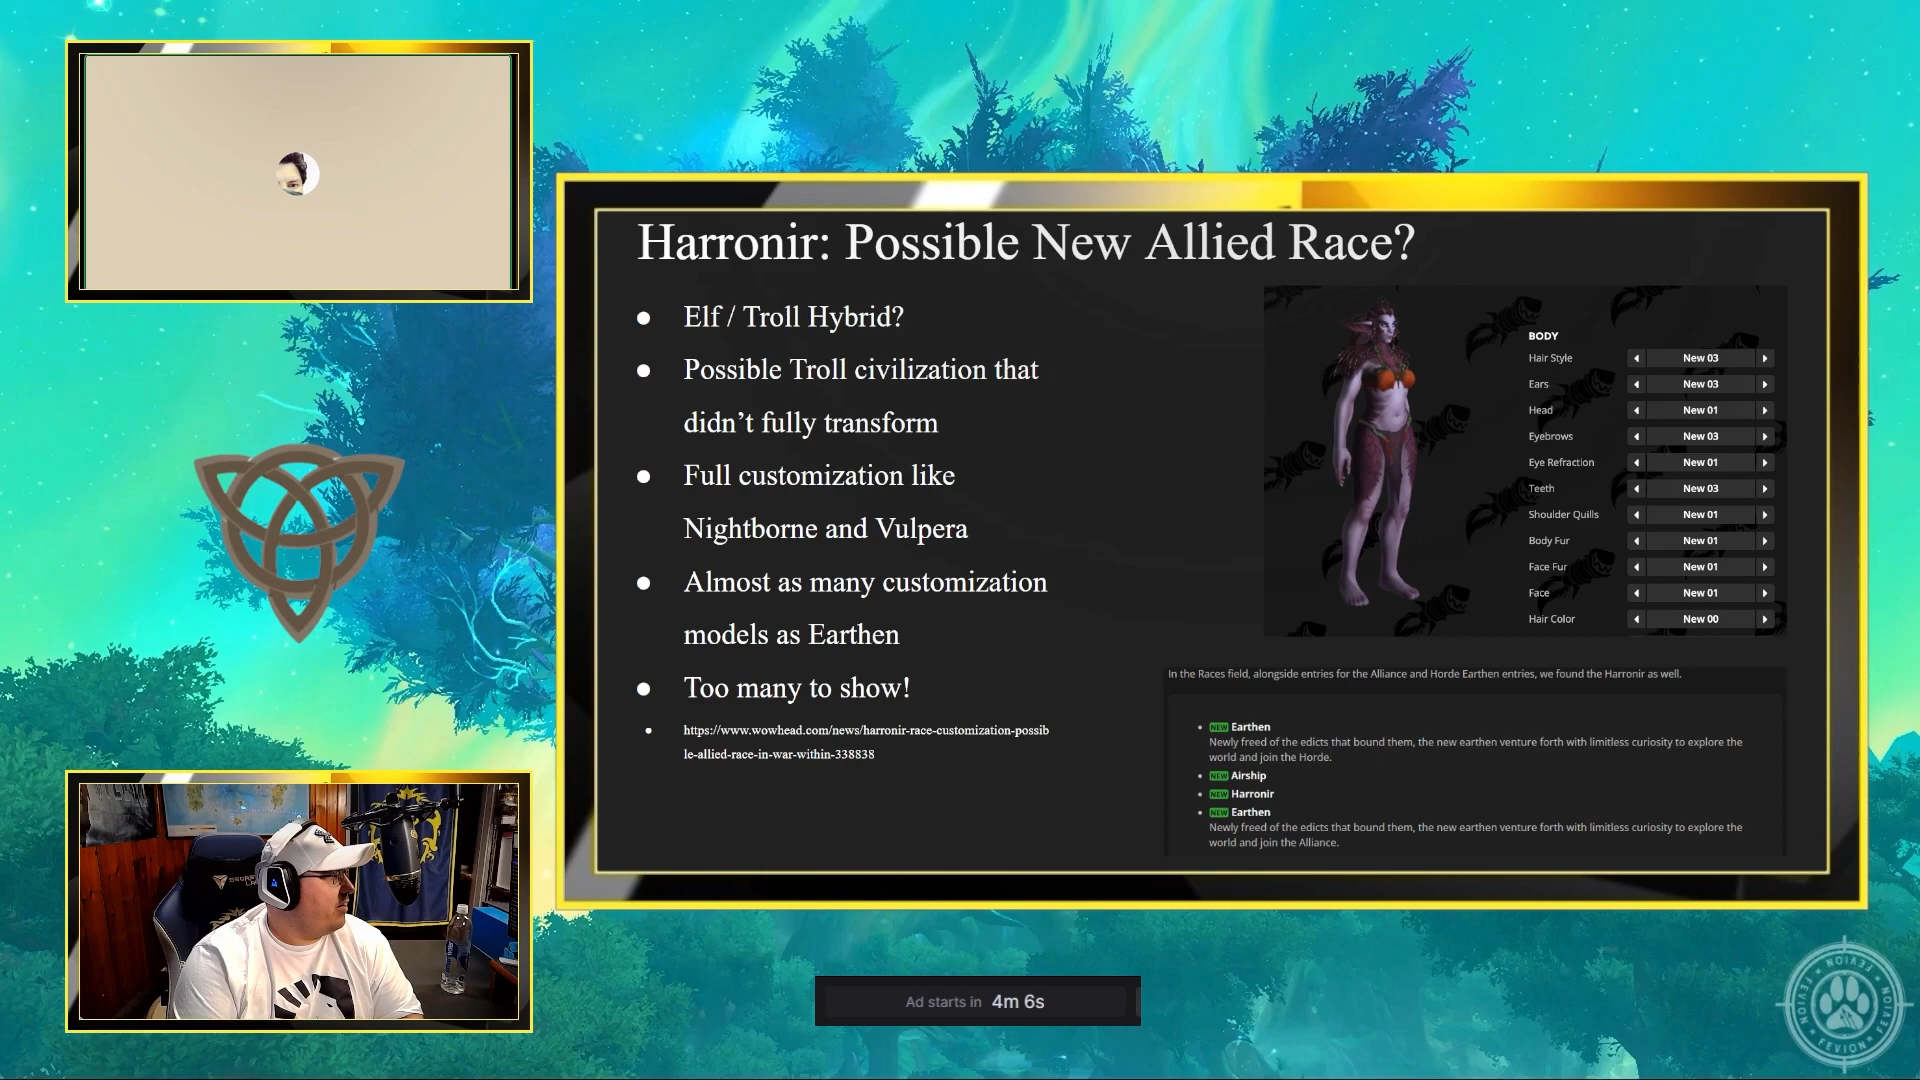 Harronir: Possible New Allied Race?
Elf / Troll Hybrid?
Possible Troll civilization that
didn’t fully transform
Full customization like
Nightborne and Vulpera
Almost as many customization
models as Earthen
Too many to show!
https://www.wowhead.com/news/harronir-race-customization-possib
le-allied-race-in-war-within-338838
BODY
Hair Style New 03
Ears New 03
Head New 01
Eyebrows New 03
Eye Refraction New 01
Teeth New 03
Shoulder Quills New 01
Body Fur New 01
Face Fur New 01
Face New 01
Hair Color New 00
In the Races field, alongside entries for the Alliance and Horde Earthen entries, we found the Harronir as well.
NEW Earthen
Newly freed of the edicts that bound them, the new earthen venture forth with limitless curiosity to explore the
world and join the Horde.
NEW Airship
NEW Harronir
NEW Earthen
Newly freed of the edicts that bound them, the new earthen venture forth with limitless curiosity to explore the
world and join the Alliance.
Ad starts in 4m 6s
FEVION
FEVION
FEVION
FEVION